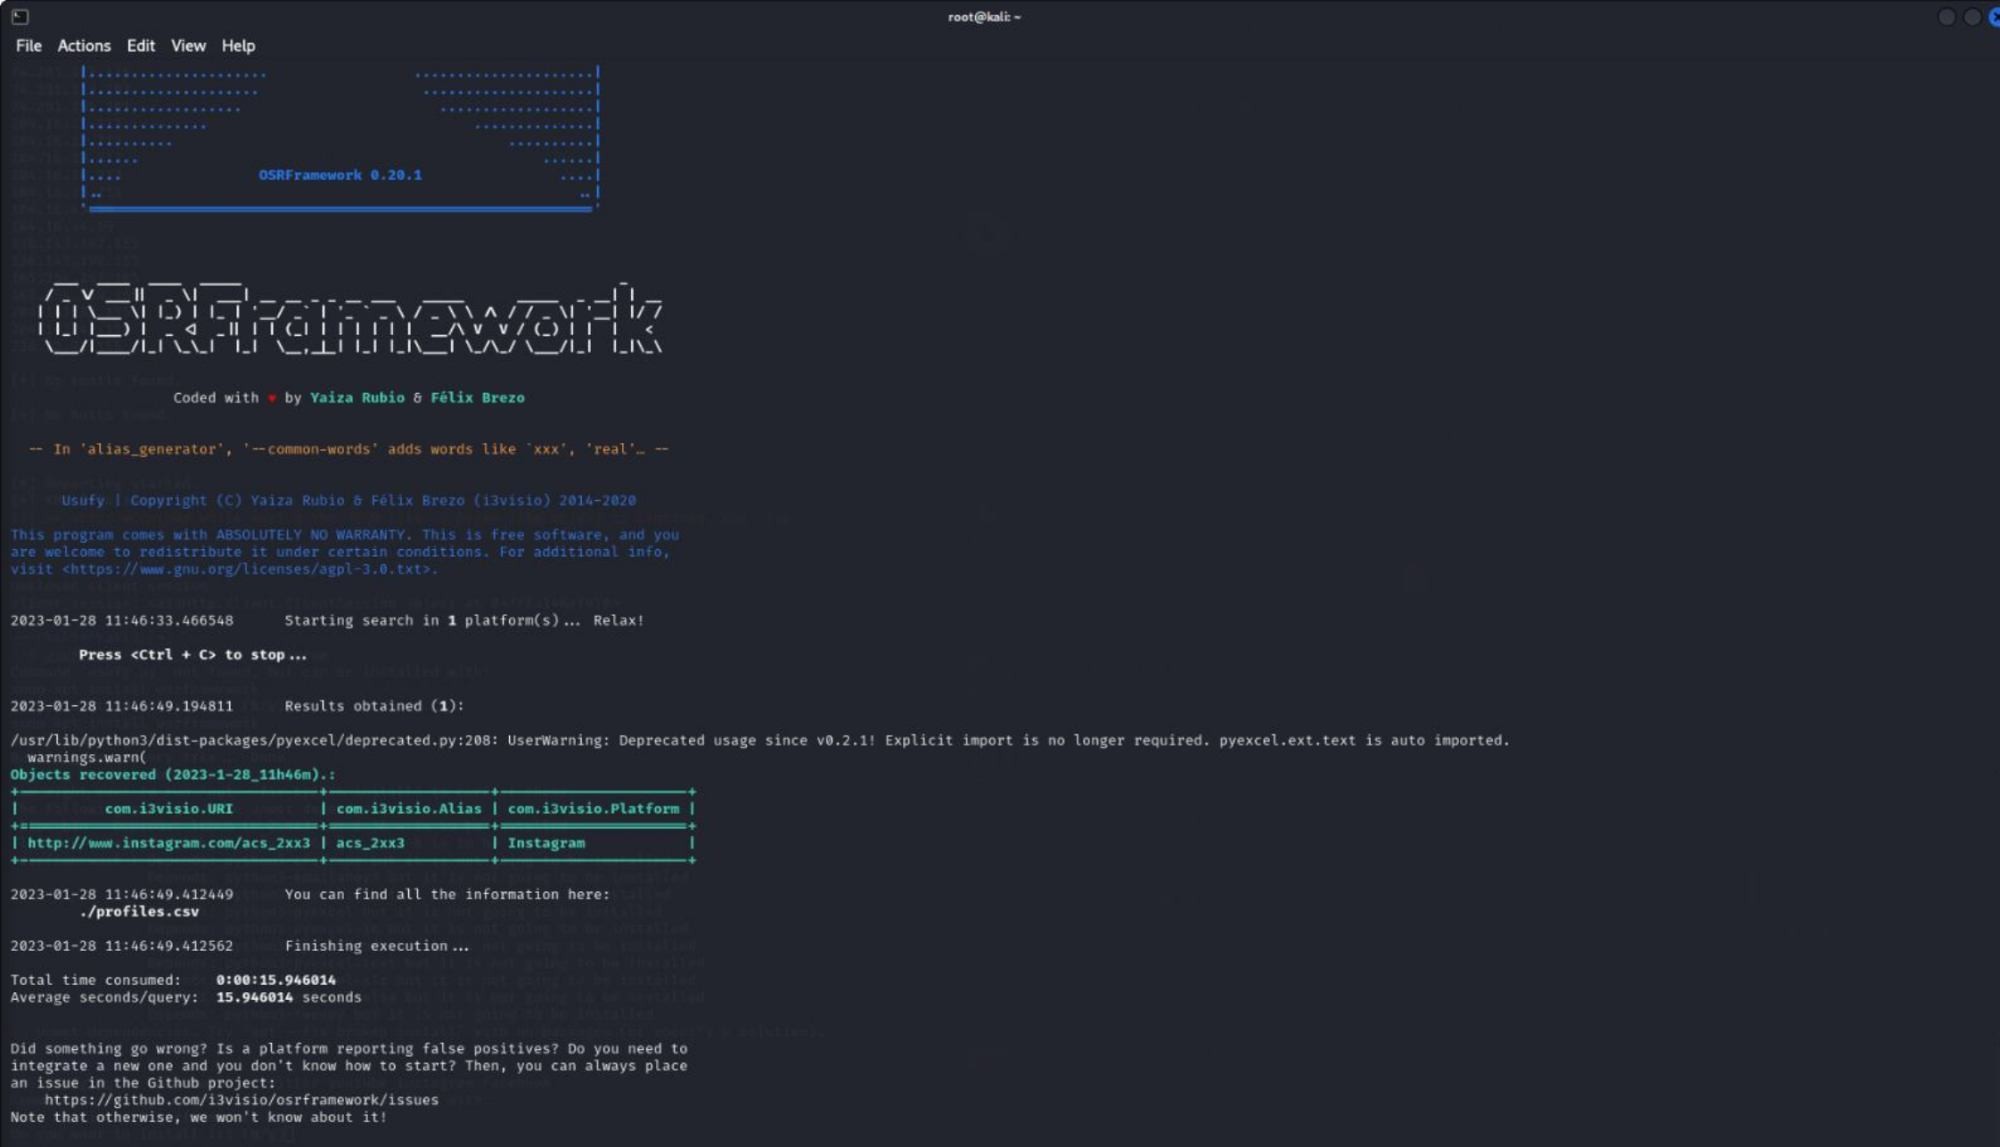 root@kali: ~
File Actions Edit View Help
OSRFramework 0.20.1
OSRFramework
Coded with ♥ by Yaiza Rubio & Félix Brezo
-- In 'alias_generator', '--common-words' adds words like `xxx', 'real'… --
Usufy | Copyright (C) Yaiza Rubio & Félix Brezo (i3visio) 2014-2020
This program comes with ABSOLUTELY NO WARRANTY. This is free software, and you
are welcome to redistribute it under certain conditions. For additional info,
visit <https://www.gnu.org/licenses/agpl-3.0.txt>.
2023-01-28 11:46:33.466548 Starting search in 1 platform(s)... Relax!
Press <Ctrl + C> to stop...
2023-01-28 11:46:49.194811 Results obtained (1):
/usr/lib/python3/dist-packages/pyexcel/deprecated.py:208: UserWarning: Deprecated usage since v0.2.1! Explicit import is no longer required. pyexcel.ext.text is auto imported.
warnings.warn(
Objects recovered (2023-1-28_11h46m).:
| com.i3visio.URI | com.i3visio.Alias | com.i3visio.Platform |
| http://www.instagram.com/acs_2xx3 | acs_2xx3 | Instagram |
2023-01-28 11:46:49.412449 You can find all the information here:
./profiles.csv
2023-01-28 11:46:49.412562 Finishing execution...
Total time consumed: 0:00:15.946014
Average seconds/query: 15.946014 seconds
Did something go wrong? Is a platform reporting false positives? Do you need to
integrate a new one and you don't know how to start? Then, you can always place
an issue in the Github project:
https://github.com/i3visio/osrframework/issues
Note that otherwise, we won't know about it!